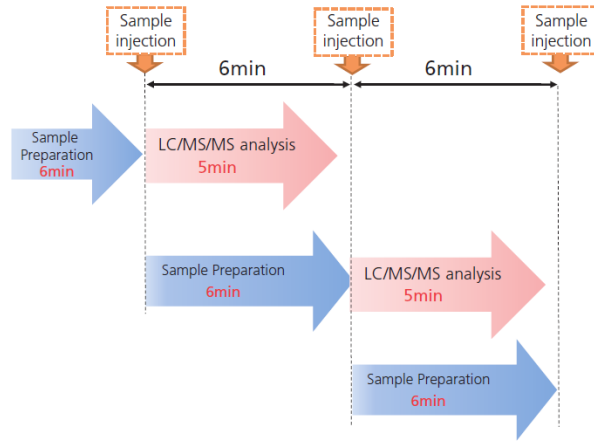 Sample
injection
Sample
injection
Sample
injection
6min
6min
Sample
Preparation
6min
LC/MS/MS analysis
5min
Sample Preparation
6min
LC/MS/MS analysis
5min
Sample Preparation
6min